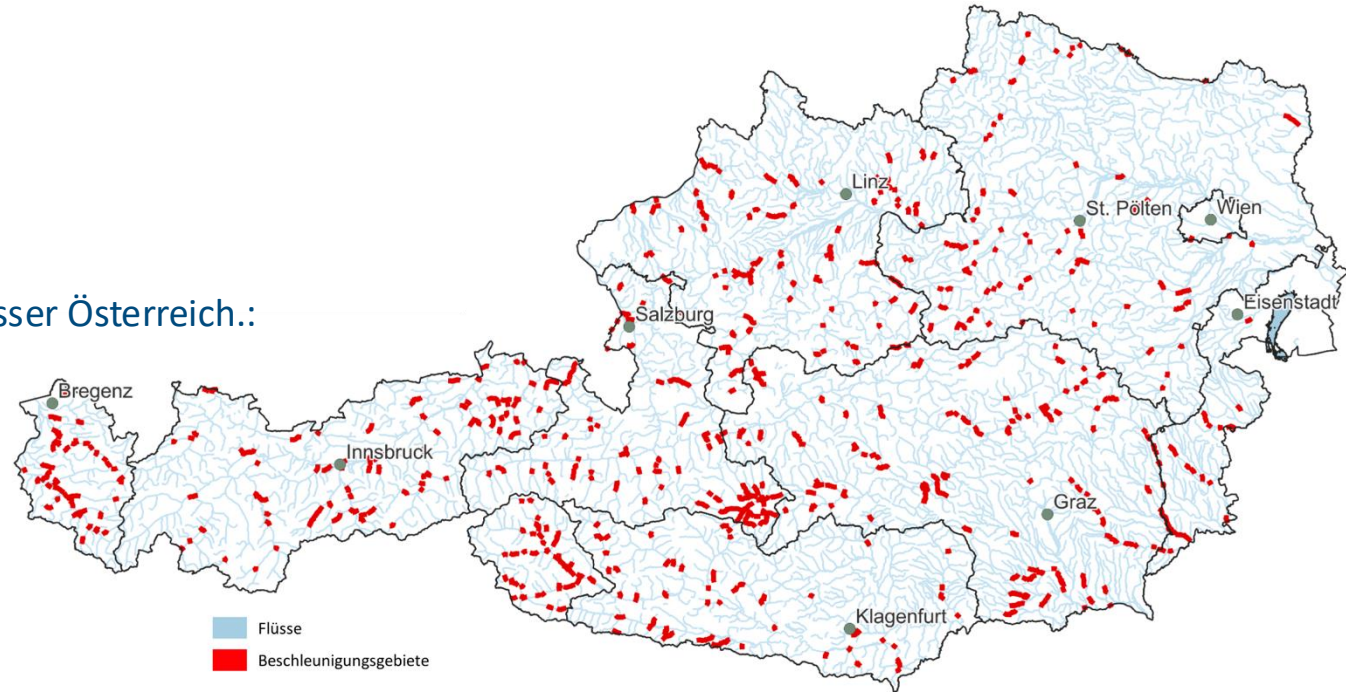 sser Österreich.:
Linz
St. Pölten
Wien
Eisenstadt
Salzburg
Bregenz
Innsbruck
Graz
Klagenfurt
Flüsse
Beschleunigungsgebiete